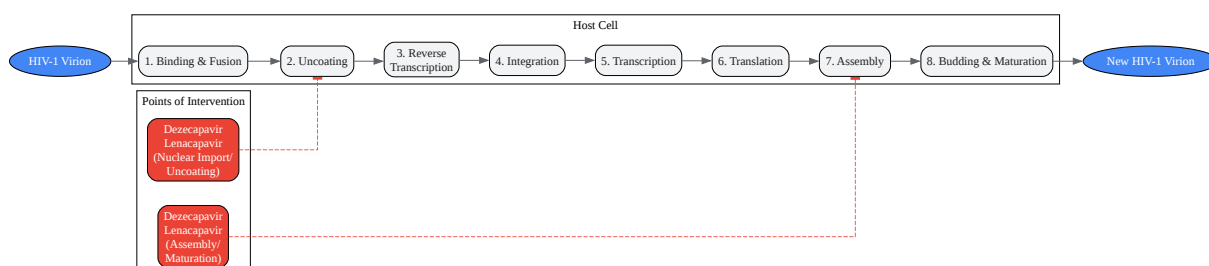 Host Cell
HIV-1 Virion
1. Binding & Fusion
2. Uncoating
3. Reverse
Transcription
4. Integration
5. Transcription
6. Translation
7. Assembly
8. Budding & Maturation
New HIV-1 Virion
Points of Intervention
Dezecapavir
Lenacapavir
(Nuclear Import/
Uncoating)
Dezecapavir
Lenacapavir
(Assembly/
Maturation)